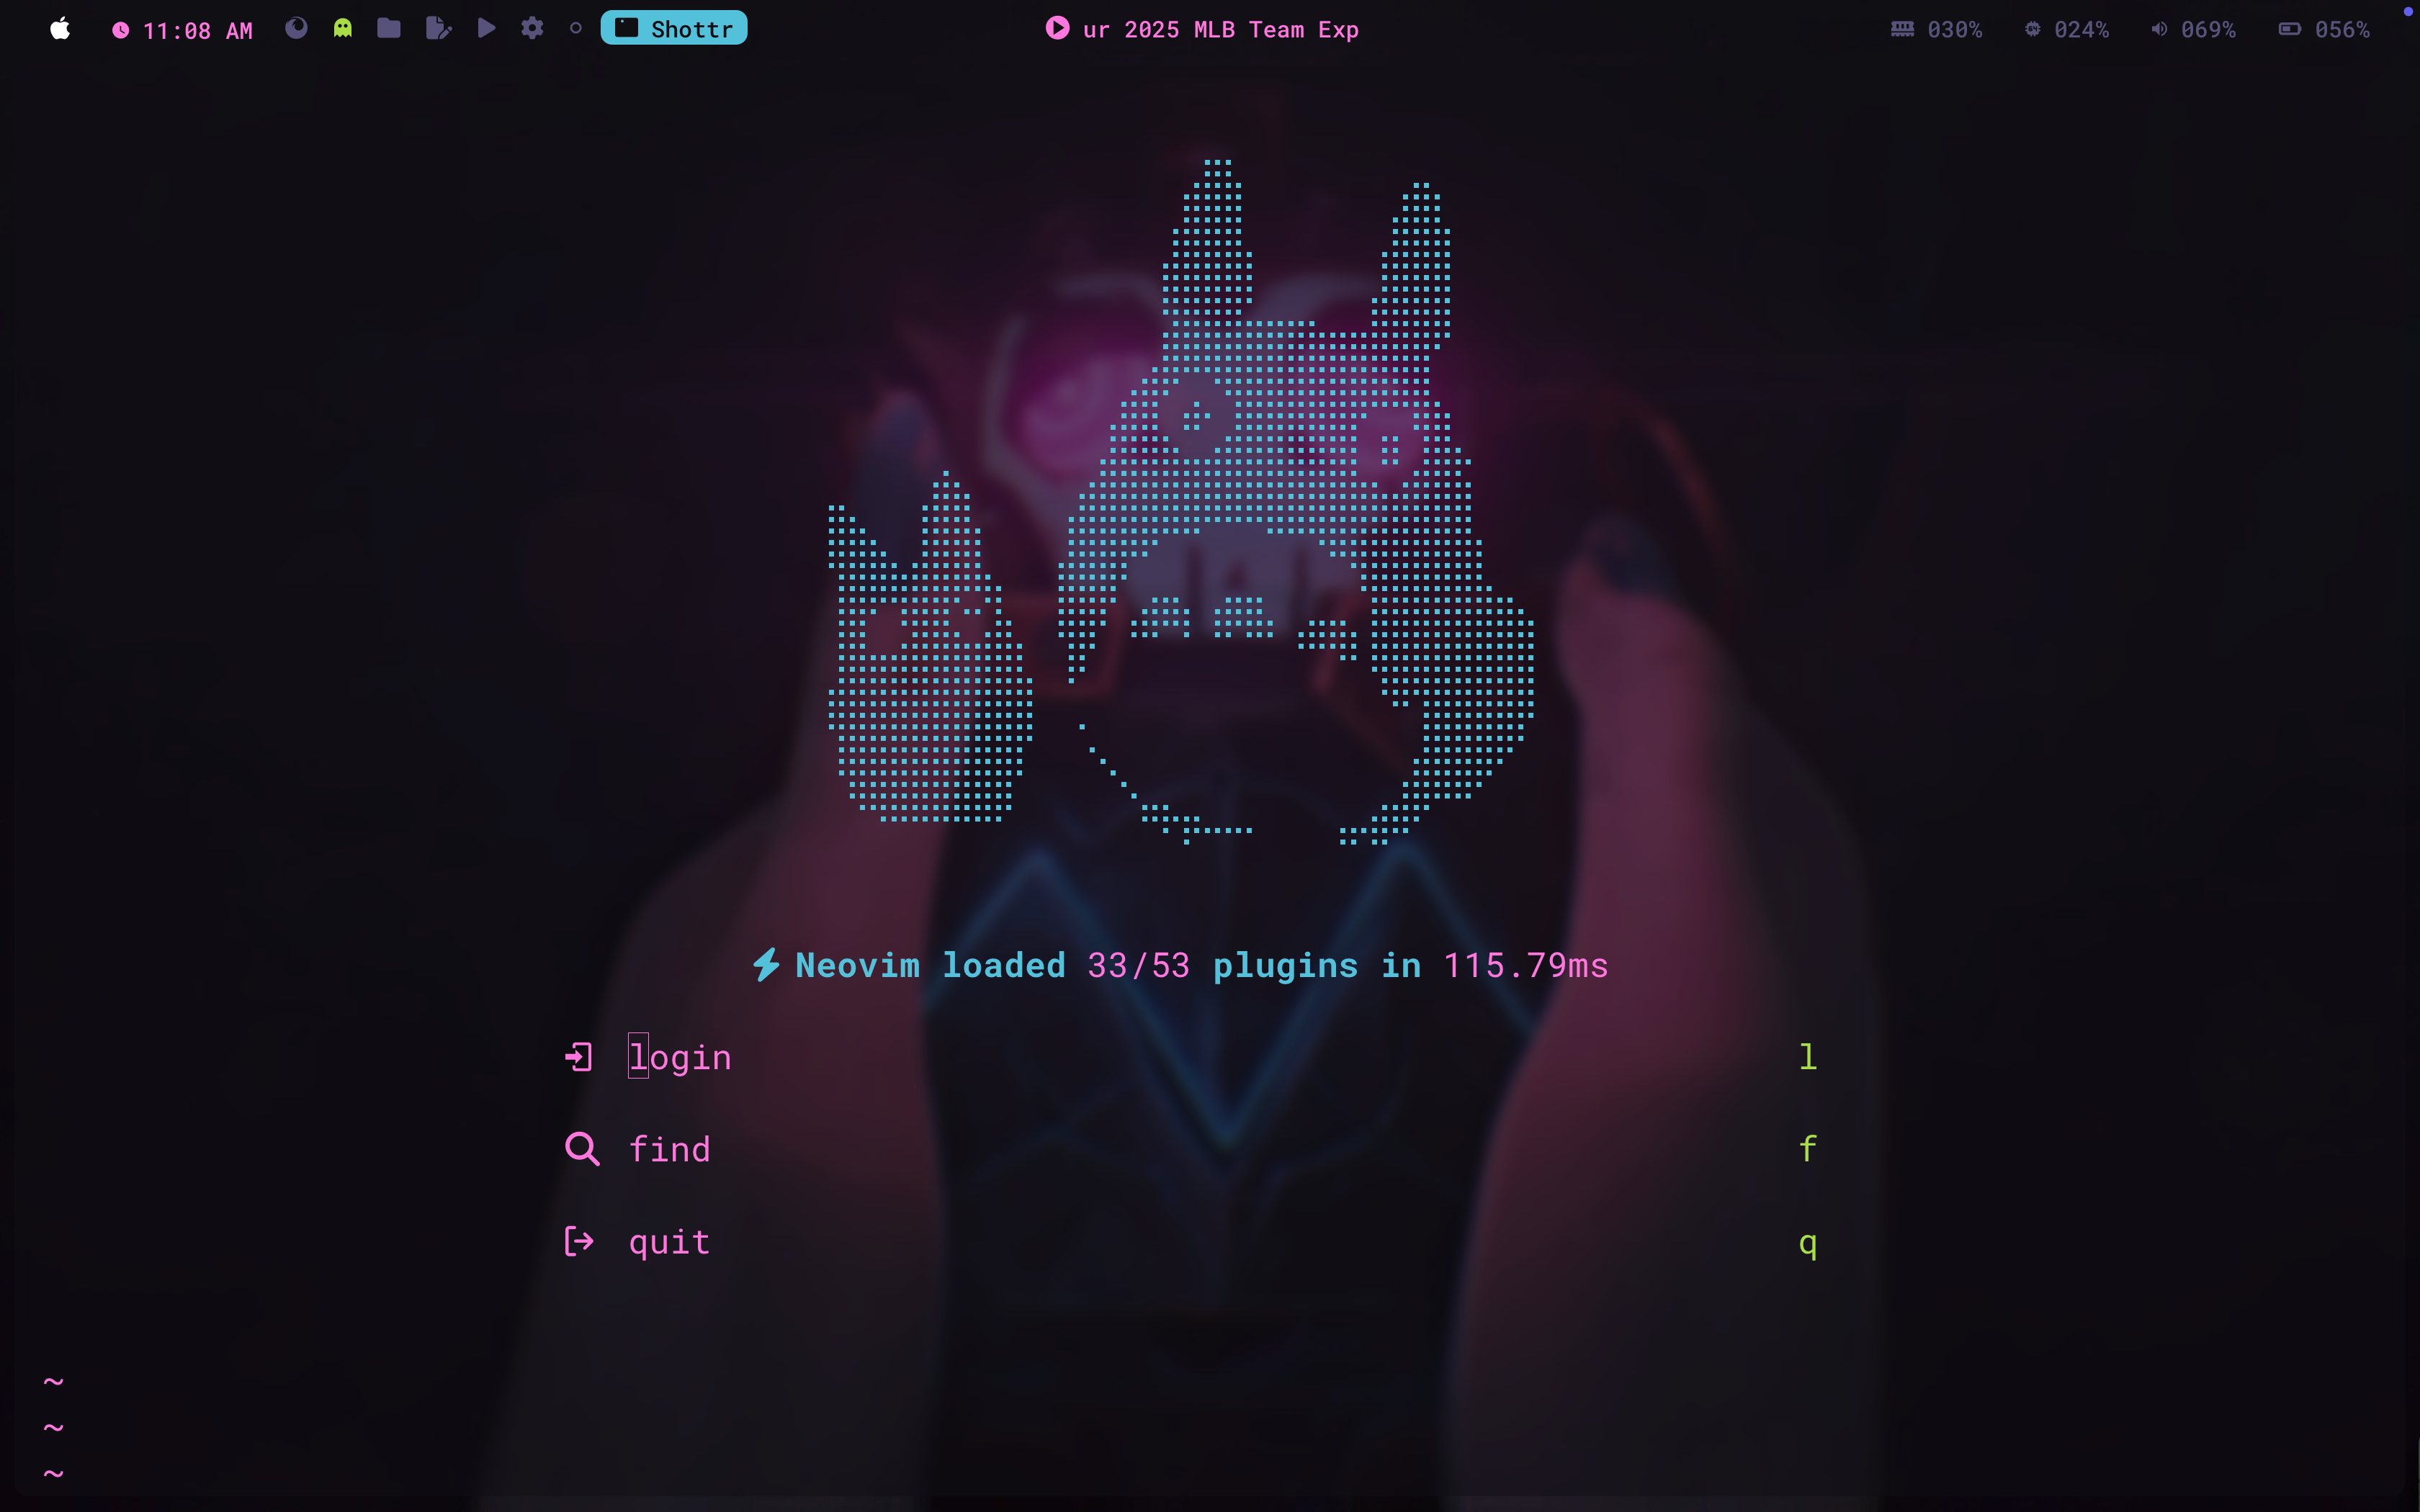 11:08 AM
Shottr
ur 2025 MLB Team Exp
030%
024%
069%
056%
Neovim loaded 33/53 plugins in 115.79ms
login l
find f
quit q
~
~
~